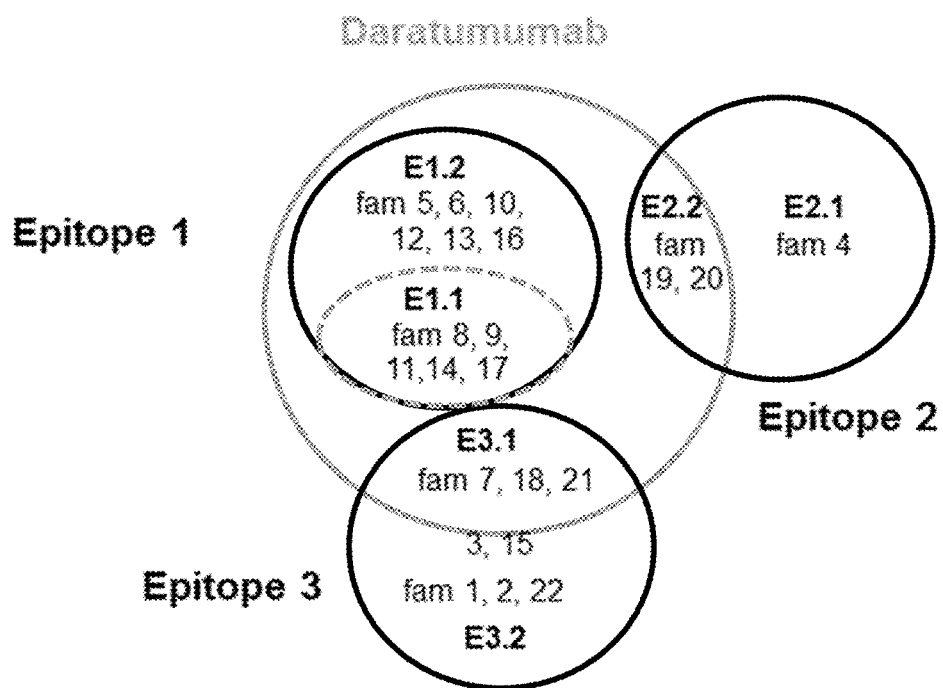 Daratumumab
Epitope 1
E1.2
fam 5, 6, 10,
12, 13, 16
E1.1
fam 8, 9,
11,14, 17
E2.2
fam
19, 20
E2.1
fam 4
Epitope 2
E3.1
fam 7, 18, 21
3, 15
fam 1, 2, 22
E3.2
Epitope 3